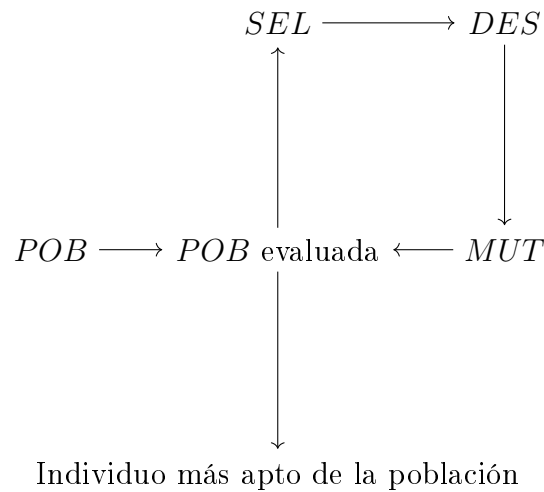 SEL DES
POB POB evaluada MUT
Individuo más apto de la población